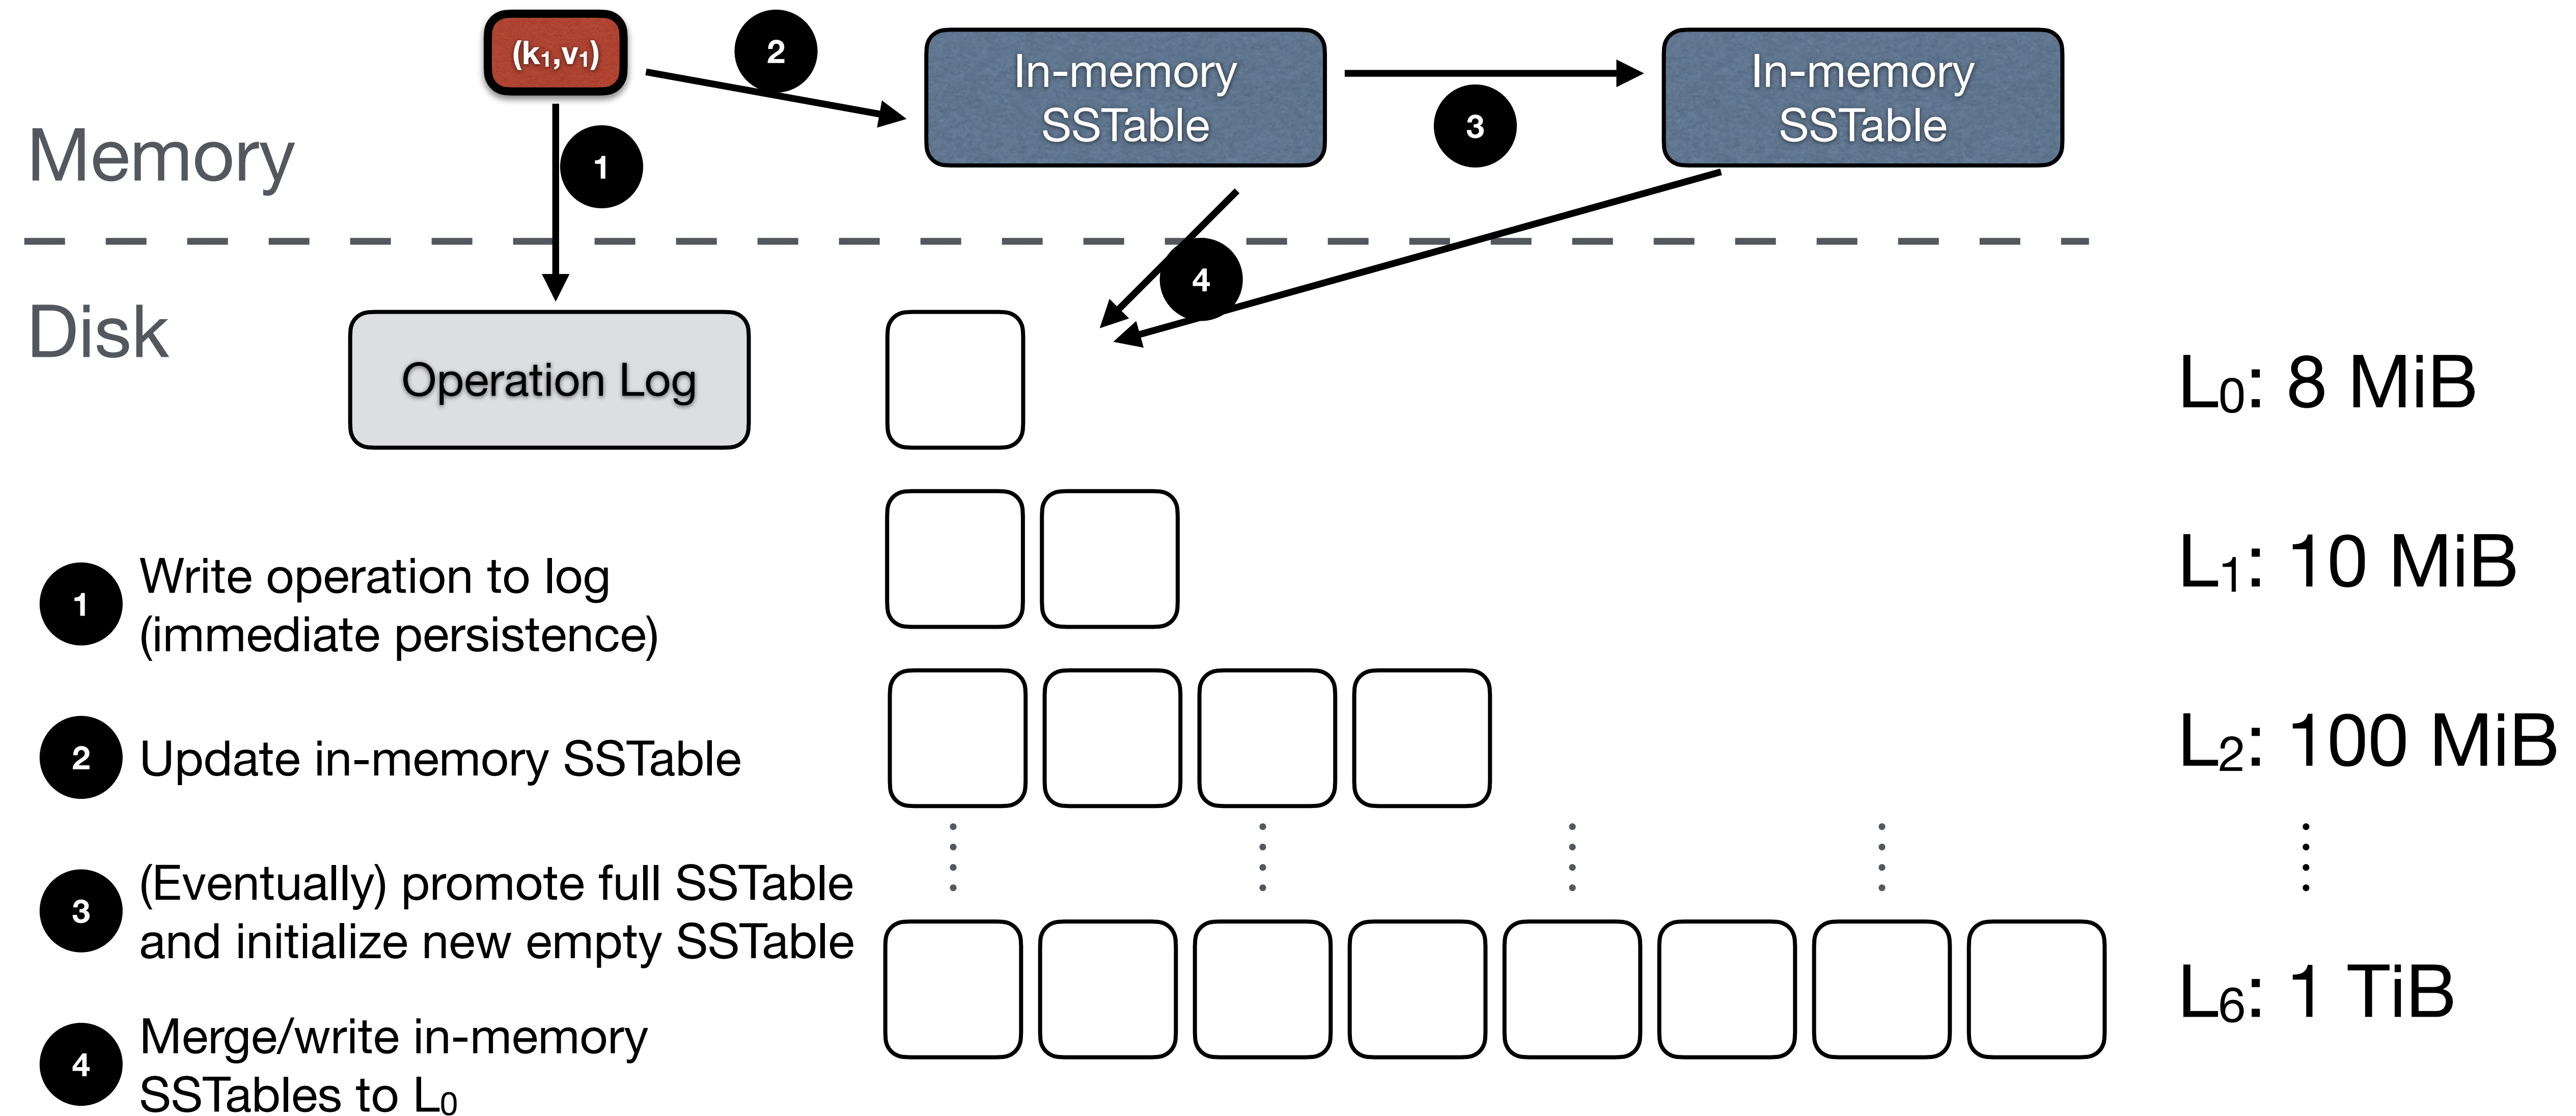 (k₁,v₁)
2
In-memory
SSTable
3
In-memory
SSTable
Memory
1
4
Disk
Operation Log
L₀: 8 MiB
L₁: 10 MiB
L₂: 100 MiB
L₆: 1 TiB
1
Write operation to log
(immediate persistence)
2
Update in-memory SSTable
3
(Eventually) promote full SSTable
and initialize new empty SSTable
4
Merge/write in-memory
SSTables to L₀